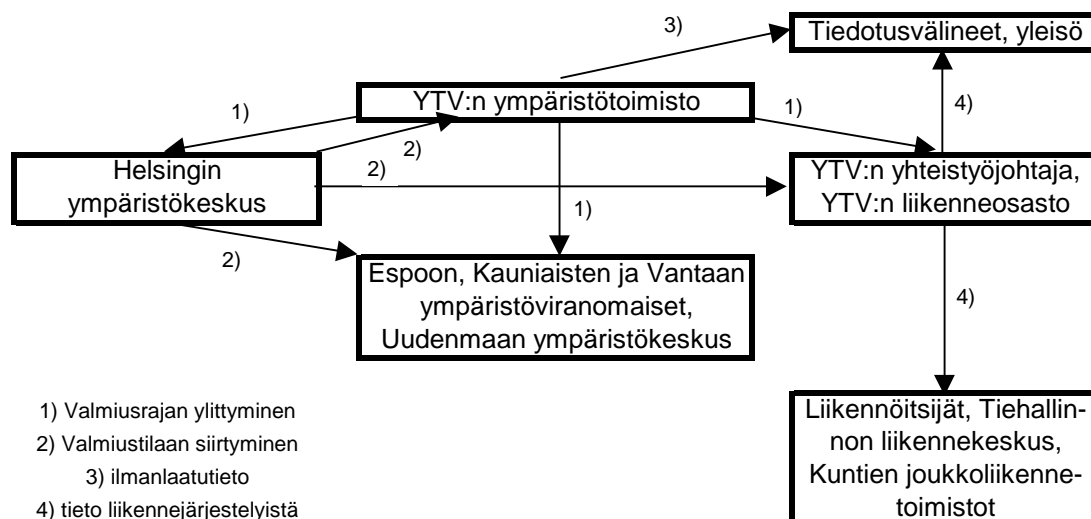 3)
Tiedotusvälineet, yleisö
YTV:n ympäristötoimisto
1)
1)
4)
2)
2)
Helsingin
ympäristökeskus
YTV:n yhteistyöjohtaja,
YTV:n liikenneosasto
2)
1)
Espoon, Kauniaisten ja Vantaan
ympäristöviranomaiset,
Uudenmaan ympäristökeskus
4)
1) Valmiusrajan ylittyminen
2) Valmiustilaan siirtyminen
3) ilmanlaatutieto
4) tieto liikennejärjestelyistä
Liikennöitsijät, Tiehallin-
non liikennekeskus,
Kuntien joukkoliikenne-
toimistot